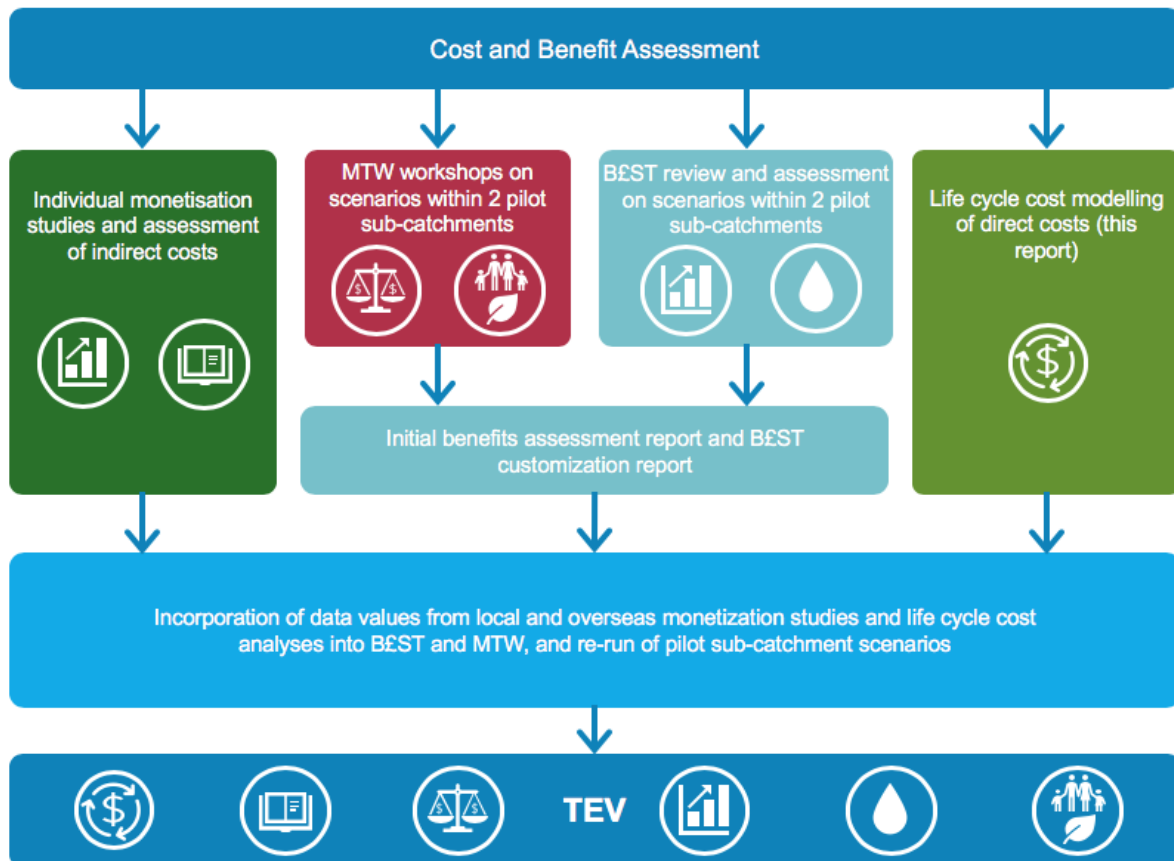 Cost and Benefit Assessment
Individual monetisation
studies and assessment
of indirect costs
MTW workshops on
scenarios within 2 pilot
sub-catchments
B£ST review and assessment
on scenarios within 2 pilot
sub-catchments
Life cycle cost modelling
of direct costs (this
report)
Initial benefits assessment report and B£ST
customization report
Incorporation of data values from local and overseas monetization studies and life cycle cost
analyses into B£ST and MTW, and re-run of pilot sub-catchment scenarios
TEV